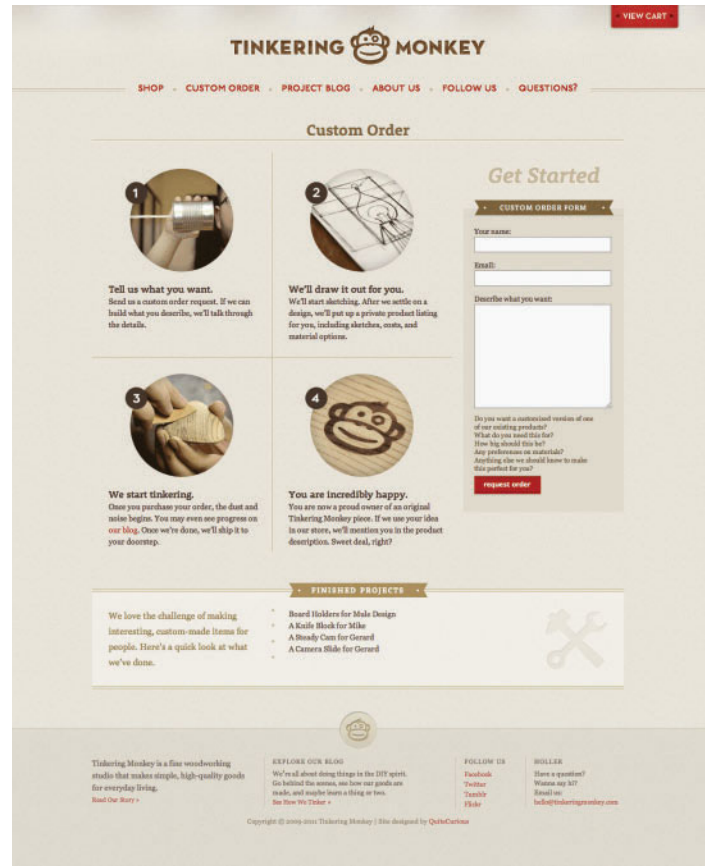 VIEW CART
TINKERING MONKEY
SHOP CUSTOM ORDER PROJECT BLOG ABOUT US FOLLOW US QUESTIONS?
Custom Order
1
Tell us what you want.
Send us a custom order request. If we can
build what you describe, we'll talk through
the details.
2
We'll draw it out for you.
We'll start sketching. After we settle on a
design, we'll put up a private product listing
for you, including sketches, costs, and
material options.
3
We start tinkering.
Once you purchase your order, the dust and
noise begins. You may even see progress on
our blog. Once we're done, we'll ship it to
your doorstep.
4
You are incredibly happy.
You are now a proud owner of an original
Tinkering Monkey piece. If we use your idea
in our store, we'll mention you in the product
description. Sweet deal, right?
Get Started
CUSTOM ORDER FORM
Your name:
Email:
Describe what you want:
Do you want a customized version of one
of our existing products?
What do you need this for?
How big should this be?
Any preferences on materials?
Anything else we should know to make
this perfect for you?
request order
FINISHED PROJECTS
We love the challenge of making
interesting, custom-made items for
people. Here's a quick look at what
we've done.
Board Holders for Mule Design
A Knife Block for Mike
A Steady Cam for Gerard
A Camera Slide for Gerard
Tinkering Monkey is a fine woodworking
studio that makes simple, high-quality goods
for everyday living.
Read Our Story »
EXPLORE OUR BLOG
We're all about doing things in the DIY spirit.
Go behind the scenes, see how our goods are
made, and maybe learn a thing or two.
See How We Tinker »
FOLLOW US
Facebook
Twitter
Tumblr
Flickr
HOLLER
Have a question?
Wanna say hi?
Email us:
hello@tinkeringmonkey.com
Copyright © 2009-2011 Tinkering Monkey | Site designed by QuiteCurious